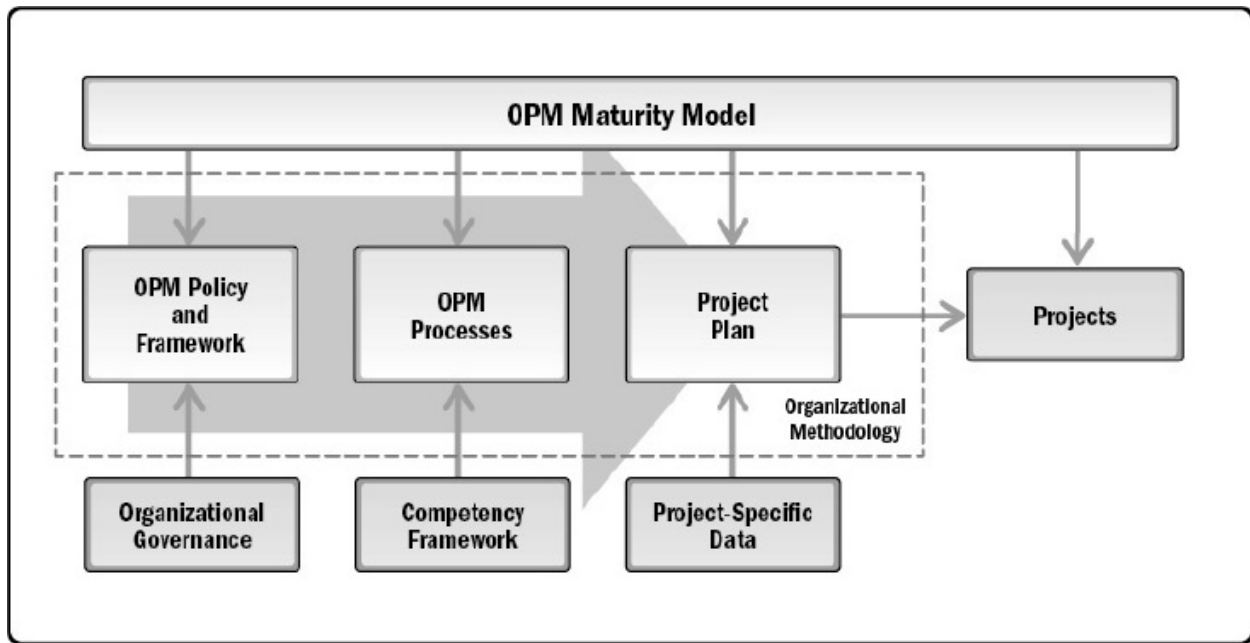 OPM Maturity Model
OPM Policy
and
Framework
OPM
Processes
Project
Plan
Projects
Organizational
Methodology
Organizational
Governance
Competency
Framework
Project-Specific
Data